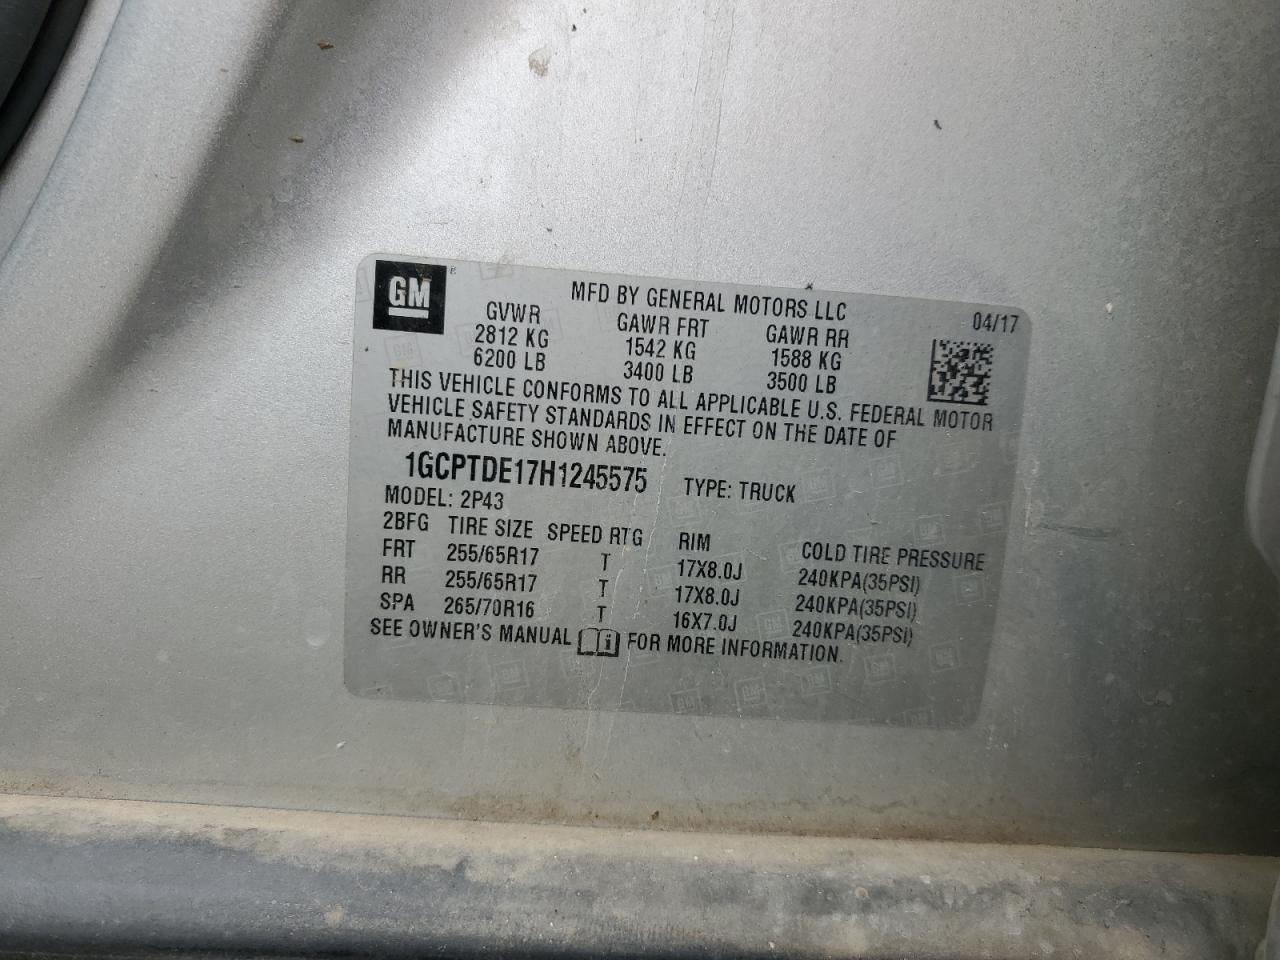 GM
MFD BY GENERAL MOTORS LLC 04/17
GVWR GAWR FRT GAWR RR
2812 KG 1542 KG 1588 KG
6200 LB 3400 LB 3500 LB
THIS VEHICLE CONFORMS TO ALL APPLICABLE U.S. FEDERAL MOTOR
VEHICLE SAFETY STANDARDS IN EFFECT ON THE DATE OF
MANUFACTURE SHOWN ABOVE.
1GCPTDE17H1245575 TYPE: TRUCK
MODEL: 2P43
2BFG TIRE SIZE SPEED RTG RIM COLD TIRE PRESSURE
FRT 255/65R17 T 17X8.0J 240KPA(35PSI)
RR 255/65R17 T 17X8.0J 240KPA(35PSI)
SPA 265/70R16 T 16X7.0J 240KPA(35PSI)
SEE OWNER'S MANUAL FOR MORE INFORMATION.